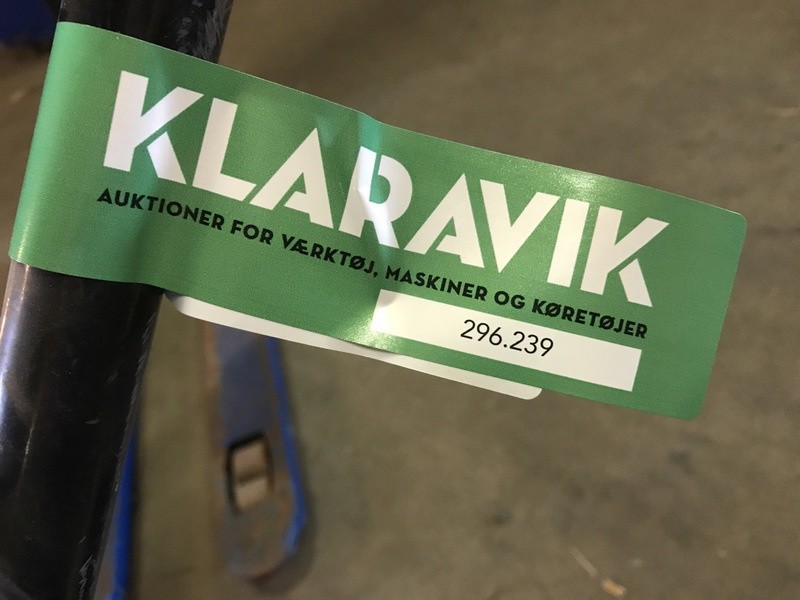 KLARAVIK
AUKTIONER FOR VÆRKTØJ, MASKINER OG KØRETØJER
296.239